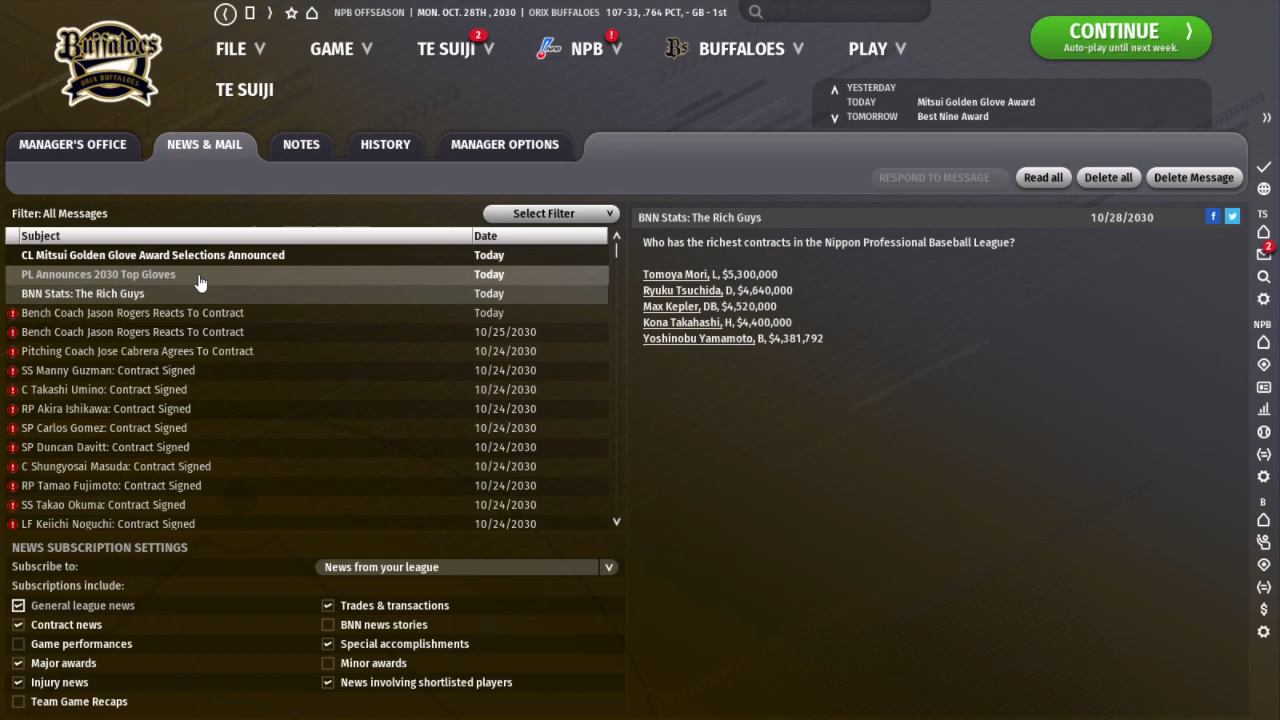 NPB OFFSEASON | MON. OCT. 28TH , 2030 | ORIX BUFFALOES 107-33, .764 PCT, - GB - 1st
Buffaloes
ORIX BUFFALOES
FILE
GAME
TE SUIJI
2
NPB
!
BUFFALOES
PLAY
TE SUIJI
CONTINUE
Auto-play until next week.
YESTERDAY
TODAY Mitsui Golden Glove Award
TOMORROW Best Nine Award
MANAGER'S OFFICE
NEWS & MAIL
NOTES
HISTORY
MANAGER OPTIONS
RESPOND TO MESSAGE
Read all
Delete all
Delete Message
Filter: All Messages
Select Filter
Subject Date
CL Mitsui Golden Glove Award Selections Announced Today
PL Announces 2030 Top Gloves Today
BNN Stats: The Rich Guys Today
Bench Coach Jason Rogers Reacts To Contract Today
Bench Coach Jason Rogers Reacts To Contract 10/25/2030
Pitching Coach Jose Cabrera Agrees To Contract 10/24/2030
SS Manny Guzman: Contract Signed 10/24/2030
C Takashi Umino: Contract Signed 10/24/2030
RP Akira Ishikawa: Contract Signed 10/24/2030
SP Carlos Gomez: Contract Signed 10/24/2030
SP Duncan Davitt: Contract Signed 10/24/2030
C Shungyosai Masuda: Contract Signed 10/24/2030
RP Tamao Fujimoto: Contract Signed 10/24/2030
SS Takao Okuma: Contract Signed 10/24/2030
LF Keiichi Noguchi: Contract Signed 10/24/2030
BNN Stats: The Rich Guys 10/28/2030
Who has the richest contracts in the Nippon Professional Baseball League?
Tomoya Mori, L, $5,300,000
Ryuku Tsuchida, D, $4,640,000
Max Kepler, DB, $4,520,000
Kona Takahashi, H, $4,400,000
Yoshinobu Yamamoto, B, $4,381,792
NEWS SUBSCRIPTION SETTINGS
Subscribe to: News from your league
Subscriptions include:
General league news
Trades & transactions
Contract news
BNN news stories
Game performances
Special accomplishments
Major awards
Minor awards
Injury news
News involving shortlisted players
Team Game Recaps
TS
2
NPB
B